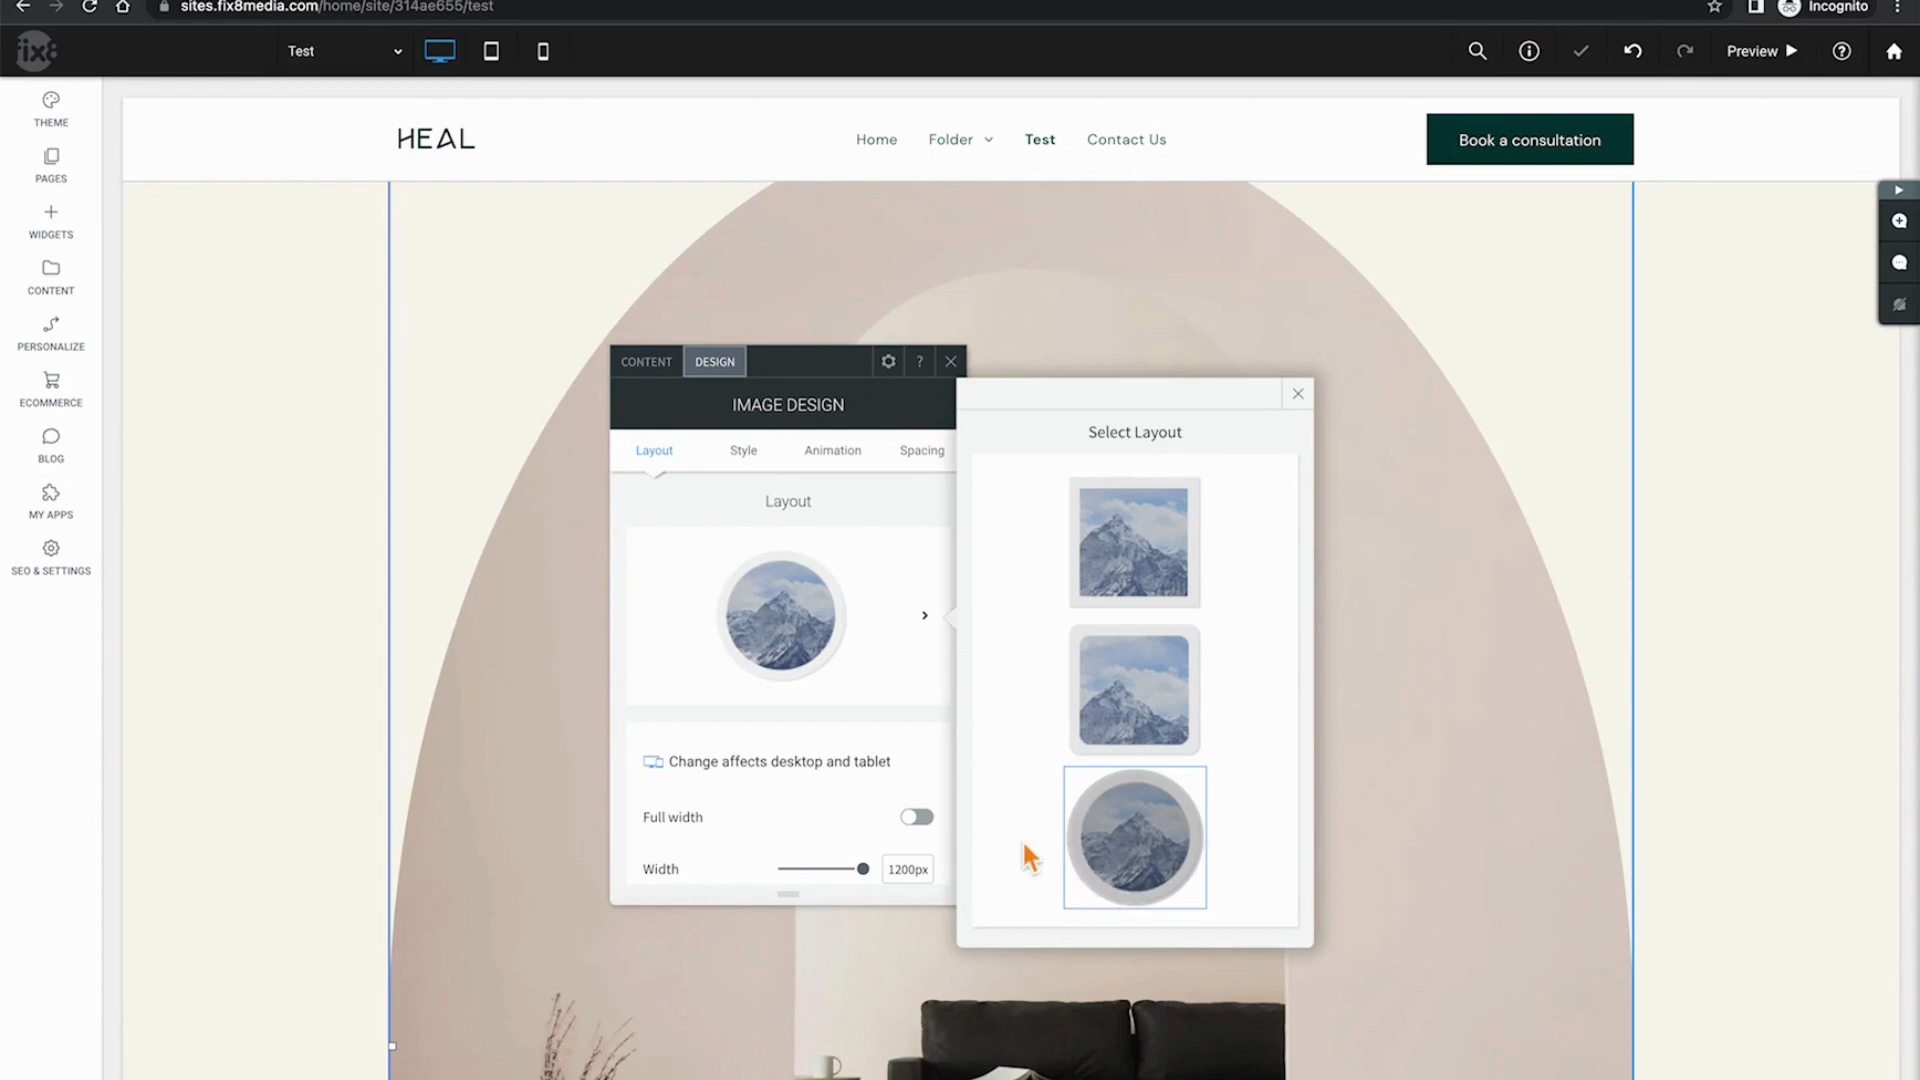 sites.fix8media.com/home/site/314ae655/test
Incognito
fix8
Test
Preview
?
THEME
PAGES
WIDGETS
CONTENT
PERSONALIZE
ECOMMERCE
BLOG
MY APPS
SEO & SETTINGS
HEAL
Home
Folder
Test
Contact Us
Book a consultation
CONTENT
DESIGN
?
IMAGE DESIGN
Layout
Style
Animation
Spacing
Layout
Change affects desktop and tablet
Full width
Width
1200px
Select Layout